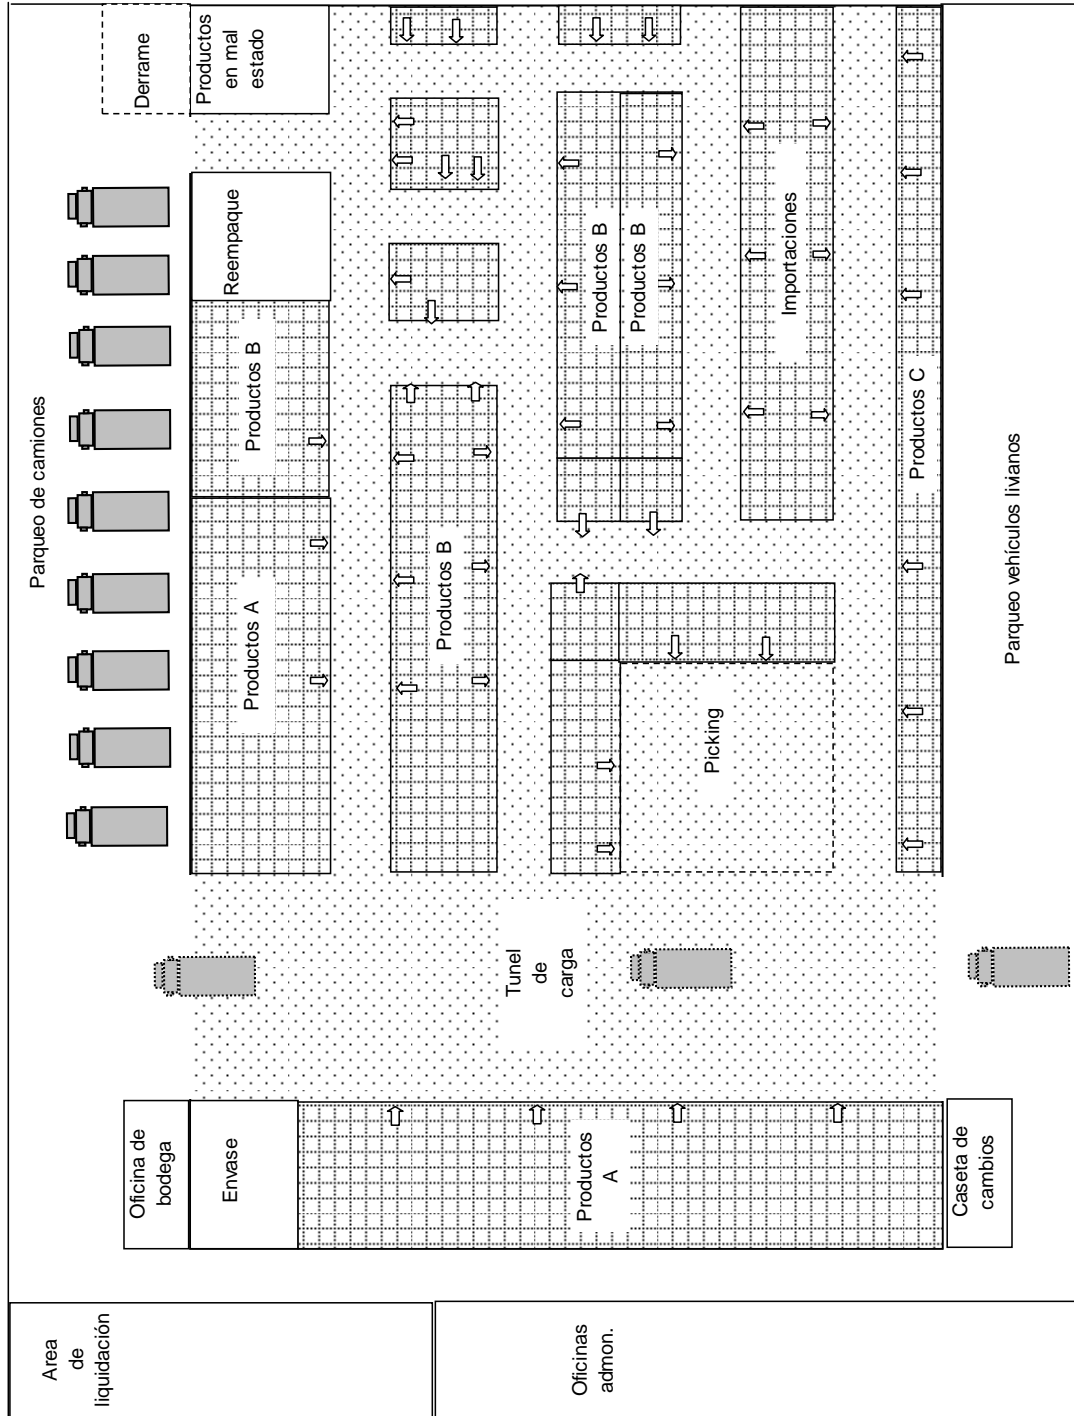 Parqueo de camiones
Area
de
liquidación
Oficina de
bodega
Derrame
Envase
Productos A
Productos B
Reempaque
Productos
en mal
estado
Productos B
Tunel
de
carga
Oficinas
admon.
Productos
A
Productos B
Productos B
Picking
Importaciones
Productos C
Caseta de
cambios
Parqueo vehículos livianos